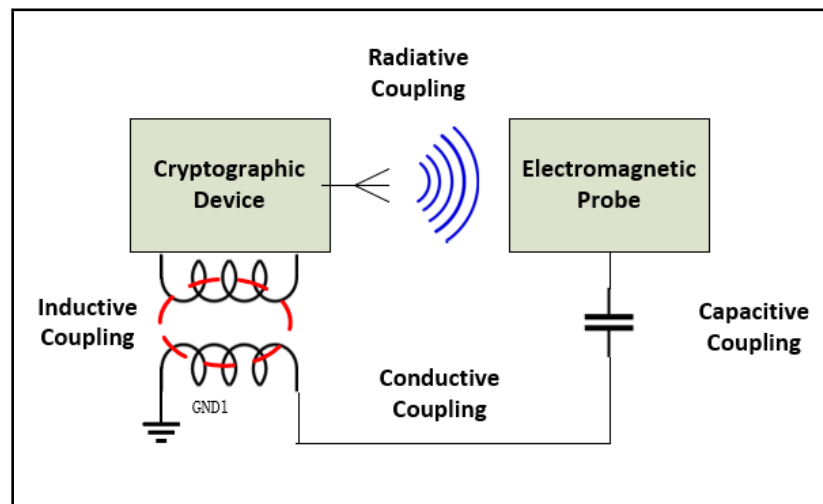 Radiative
Coupling
Cryptographic
Device
Electromagnetic
Probe
Inductive
Coupling
Capacitive
Coupling
Conductive
Coupling
GND1